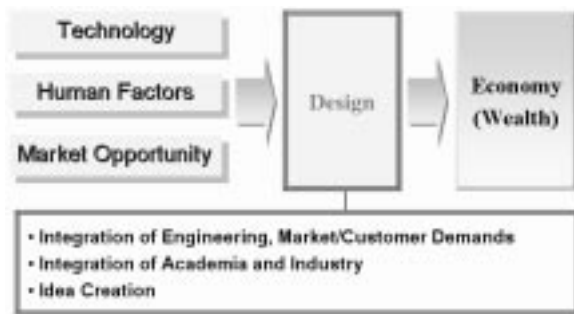 Technology
Human Factors
Market Opportunity
Design
Economy
(Wealth)
• Integration of Engineering, Market/Customer Demands
• Integration of Academia and Industry
• Idea Creation